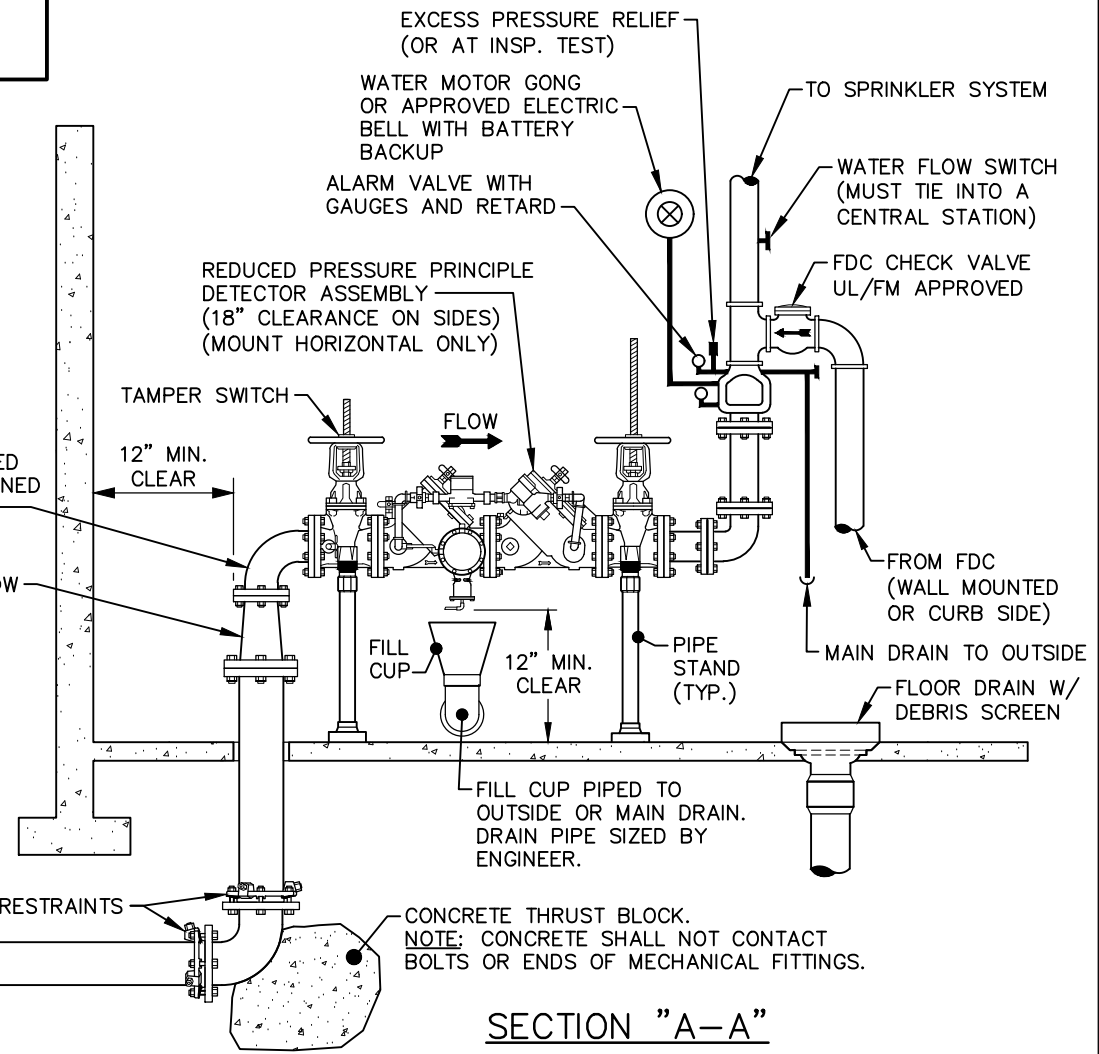 EXCESS PRESSURE RELIEF
(OR AT INSP. TEST)
WATER MOTOR GONG
OR APPROVED ELECTRIC
BELL WITH BATTERY
BACKUP
TO SPRINKLER SYSTEM
WATER FLOW SWITCH
(MUST TIE INTO A
CENTRAL STATION)
ALARM VALVE WITH
GAUGES AND RETARD
FDC CHECK VALVE
UL/FM APPROVED
REDUCED PRESSURE PRINCIPLE
DETECTOR ASSEMBLY
(18" CLEARANCE ON SIDES)
(MOUNT HORIZONTAL ONLY)
TAMPER SWITCH
FLOW
12" MIN.
CLEAR
FROM FDC
(WALL MOUNTED
OR CURB SIDE)
FILL
CUP
12" MIN.
CLEAR
PIPE
STAND
(TYP.)
MAIN DRAIN TO OUTSIDE
FLOOR DRAIN W/
DEBRIS SCREEN
FILL CUP PIPED TO
OUTSIDE OR MAIN DRAIN.
DRAIN PIPE SIZED BY
ENGINEER.
RESTRAINTS
CONCRETE THRUST BLOCK.
NOTE: CONCRETE SHALL NOT CONTACT
BOLTS OR ENDS OF MECHANICAL FITTINGS.
SECTION "A-A"